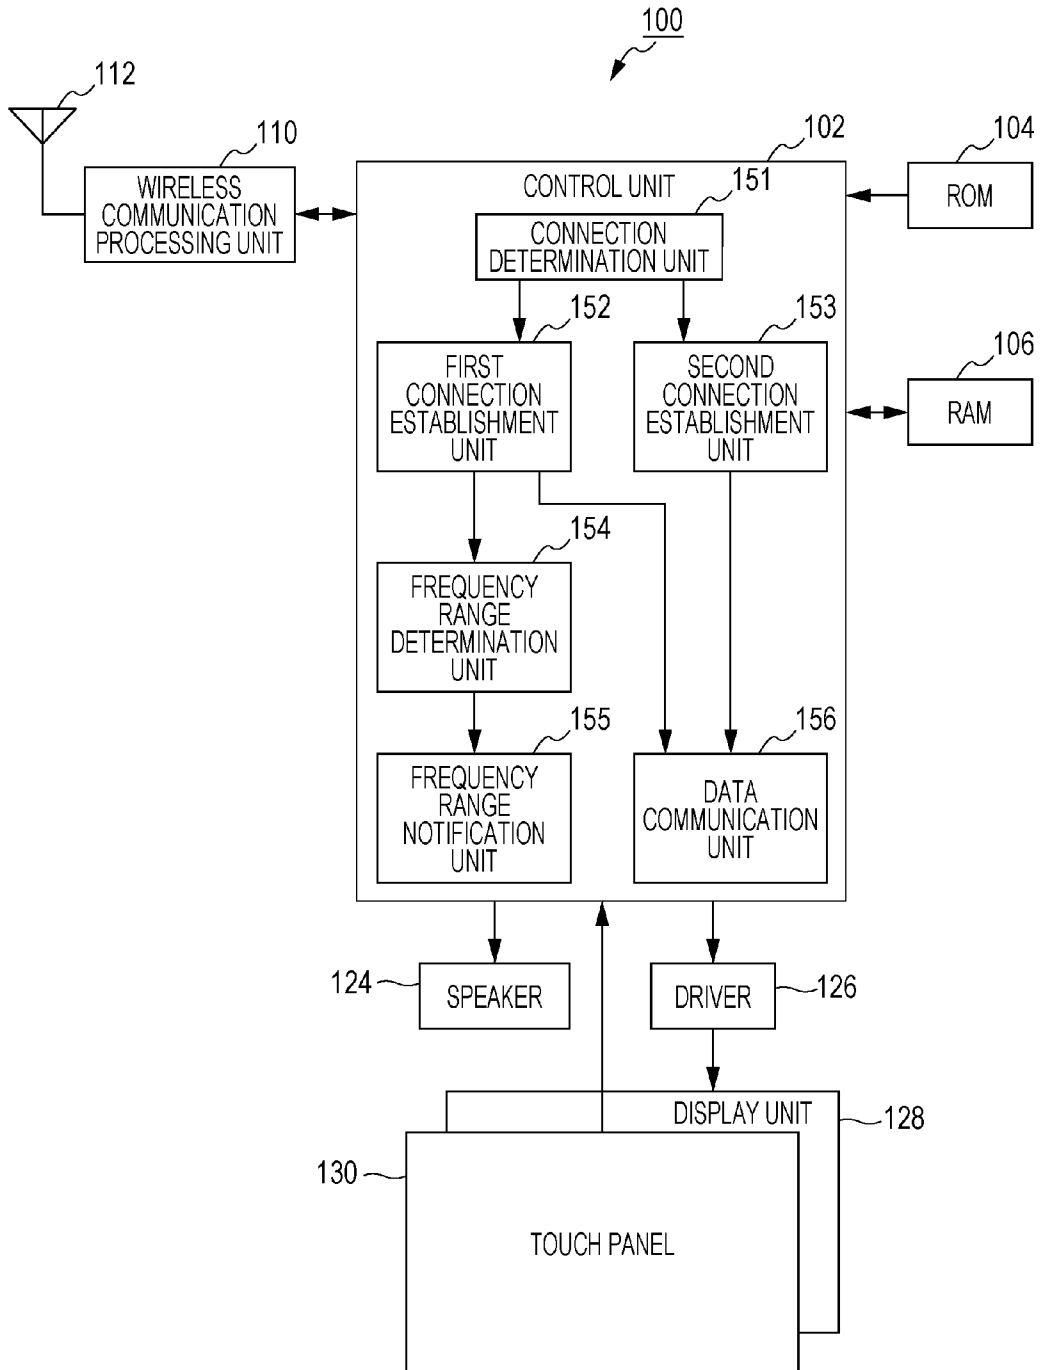 100
112
110
102
104
WIRELESS
COMMUNICATION
PROCESSING UNIT
CONTROL UNIT
151
ROM
CONNECTION
DETERMINATION UNIT
152
153
106
FIRST
CONNECTION
ESTABLISHMENT
UNIT
SECOND
CONNECTION
ESTABLISHMENT
UNIT
RAM
154
FREQUENCY
RANGE
DETERMINATION
UNIT
155
156
FREQUENCY
RANGE
NOTIFICATION
UNIT
DATA
COMMUNICATION
UNIT
124
SPEAKER
DRIVER
126
DISPLAY UNIT
128
130
TOUCH PANEL